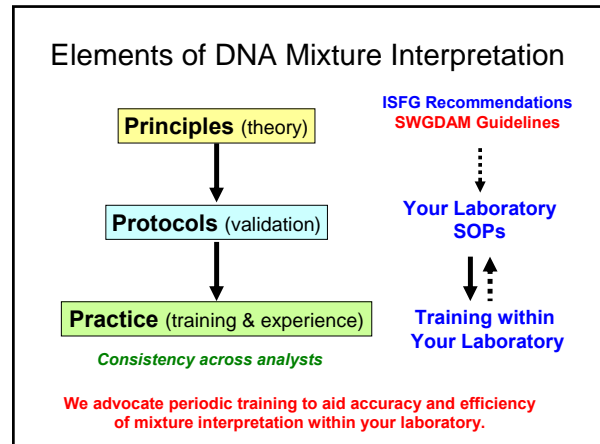 Elements of DNA Mixture Interpretation
Principles (theory)
ISFG Recommendations
SWGDAM Guidelines
Protocols (validation)
Your Laboratory
SOPs
Practice (training & experience)
Training within
Your Laboratory
Consistency across analysts
We advocate periodic training to aid accuracy and efficiency
of mixture interpretation within your laboratory.